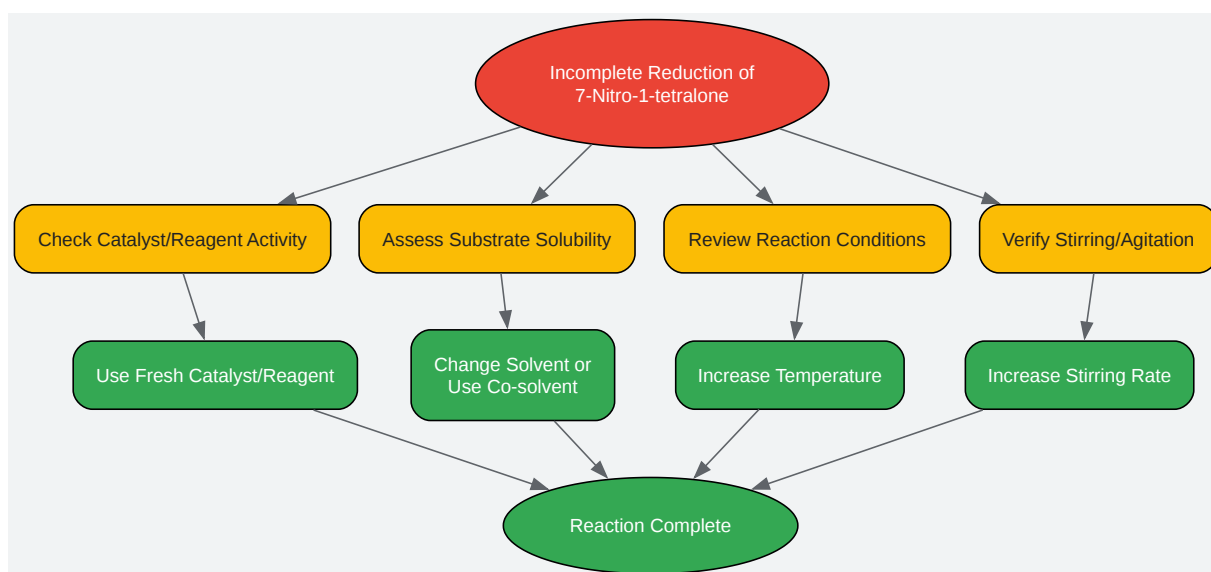 Incomplete Reduction of
7-Nitro-1-tetralone
Check Catalyst/Reagent Activity
Assess Substrate Solubility
Review Reaction Conditions
Verify Stirring/Agitation
Use Fresh Catalyst/Reagent
Change Solvent or
Use Co-solvent
Increase Temperature
Increase Stirring Rate
Reaction Complete